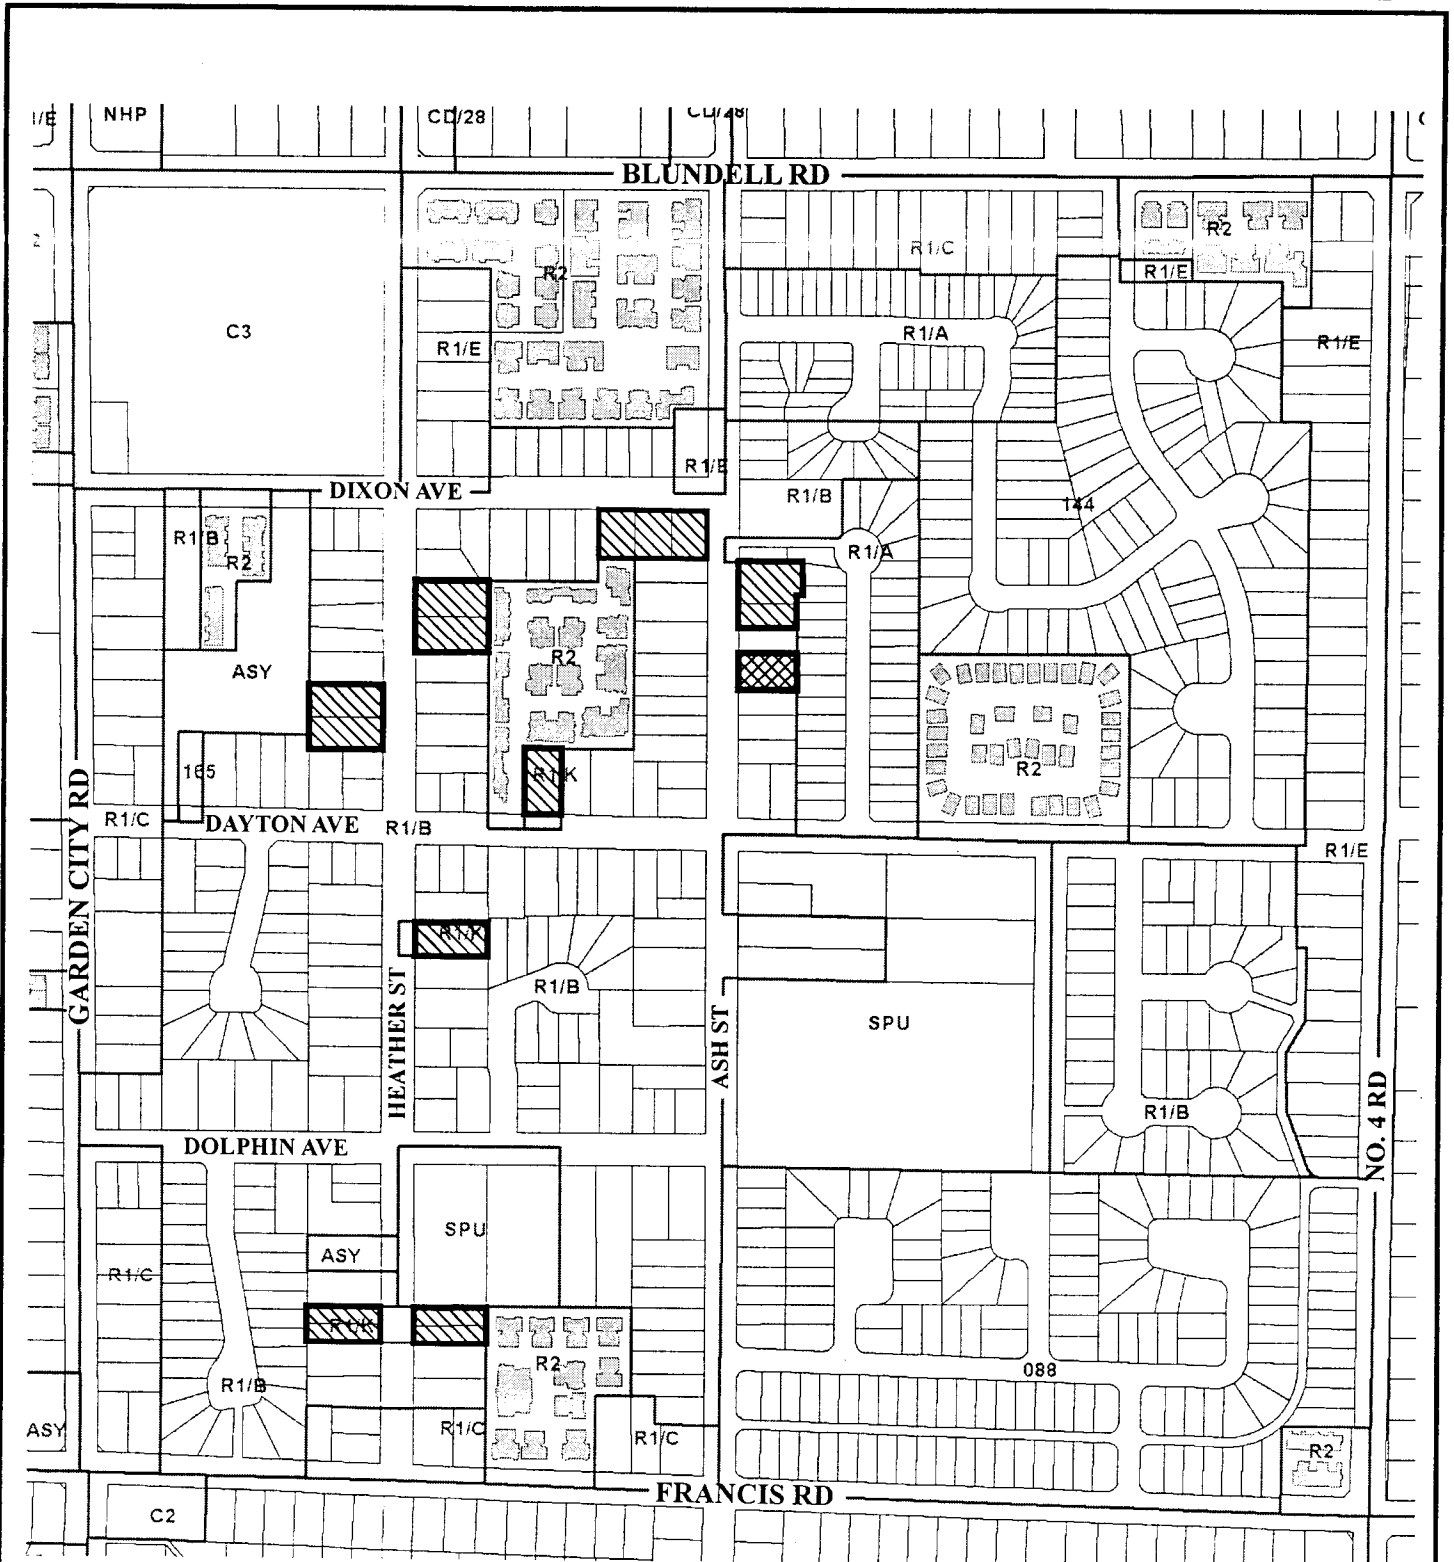 NHP
CD/28
CD/28
BLUNDELL RD
R1/C
R2
R2
R1/E
C3
R1/A
R1/E
R1/E
R1/E
DIXON AVE
R1/B
144
R1/B
R2
R1/A
R2
ASY
165
R1/K
R2
GARDEN CITY RD
R1/C
DAYTON AVE
R1/B
R1/E
R1/K
R1/B
HEATHER ST
ASH ST
SPU
R1/B
NO. 4 RD
DOLPHIN AVE
SPU
ASY
R1/C
R1/K
R2
088
R1/B
ASY
R1/C
R1/C
R2
FRANCIS RD
C2